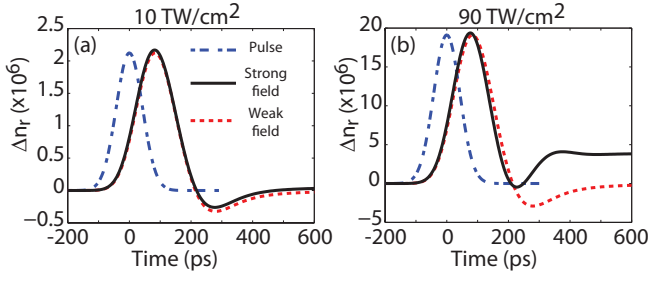 10 TW/cm2
90 TW/cm2
(a)
Pulse
Strong
field
Weak
field
2.5
2
1.5
1
0.5
0
−0.5
Δnr (x10⁶)
-200 0 200 400 600
Time (ps)
(b)
20
15
10
5
0
−5
Δnr (x10⁶)
-200 0 200 400 600
Time (ps)